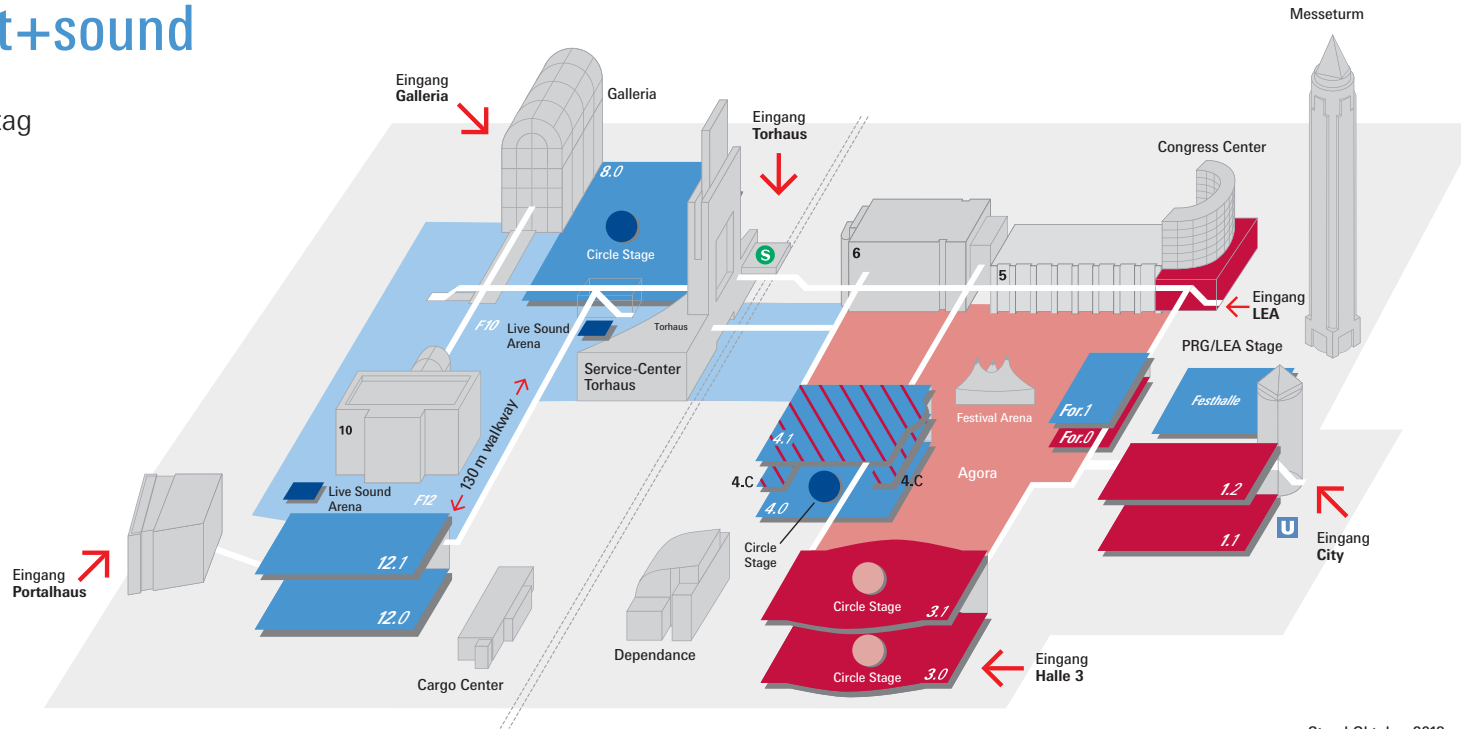 t+sound
tag
Messeturm
Eingang
Galleria
Galleria
Eingang
Torhaus
Congress Center
8.0
Circle Stage
S
6
5
Eingang
LEA
F10
Live Sound
Arena
Torhaus
PRG/LEA Stage
Service-Center
Torhaus
Festival Arena
For.1
For.0
Festhalle
10
130 m walkway
4.1
Agora
4.C
4.C
4.0
1.2
Live Sound
Arena
F12
U
1.1
Eingang
City
Circle
Stage
12.1
Eingang
Portalhaus
12.0
Circle Stage
3.1
Dependance
Cargo Center
Circle Stage
3.0
Eingang
Halle 3